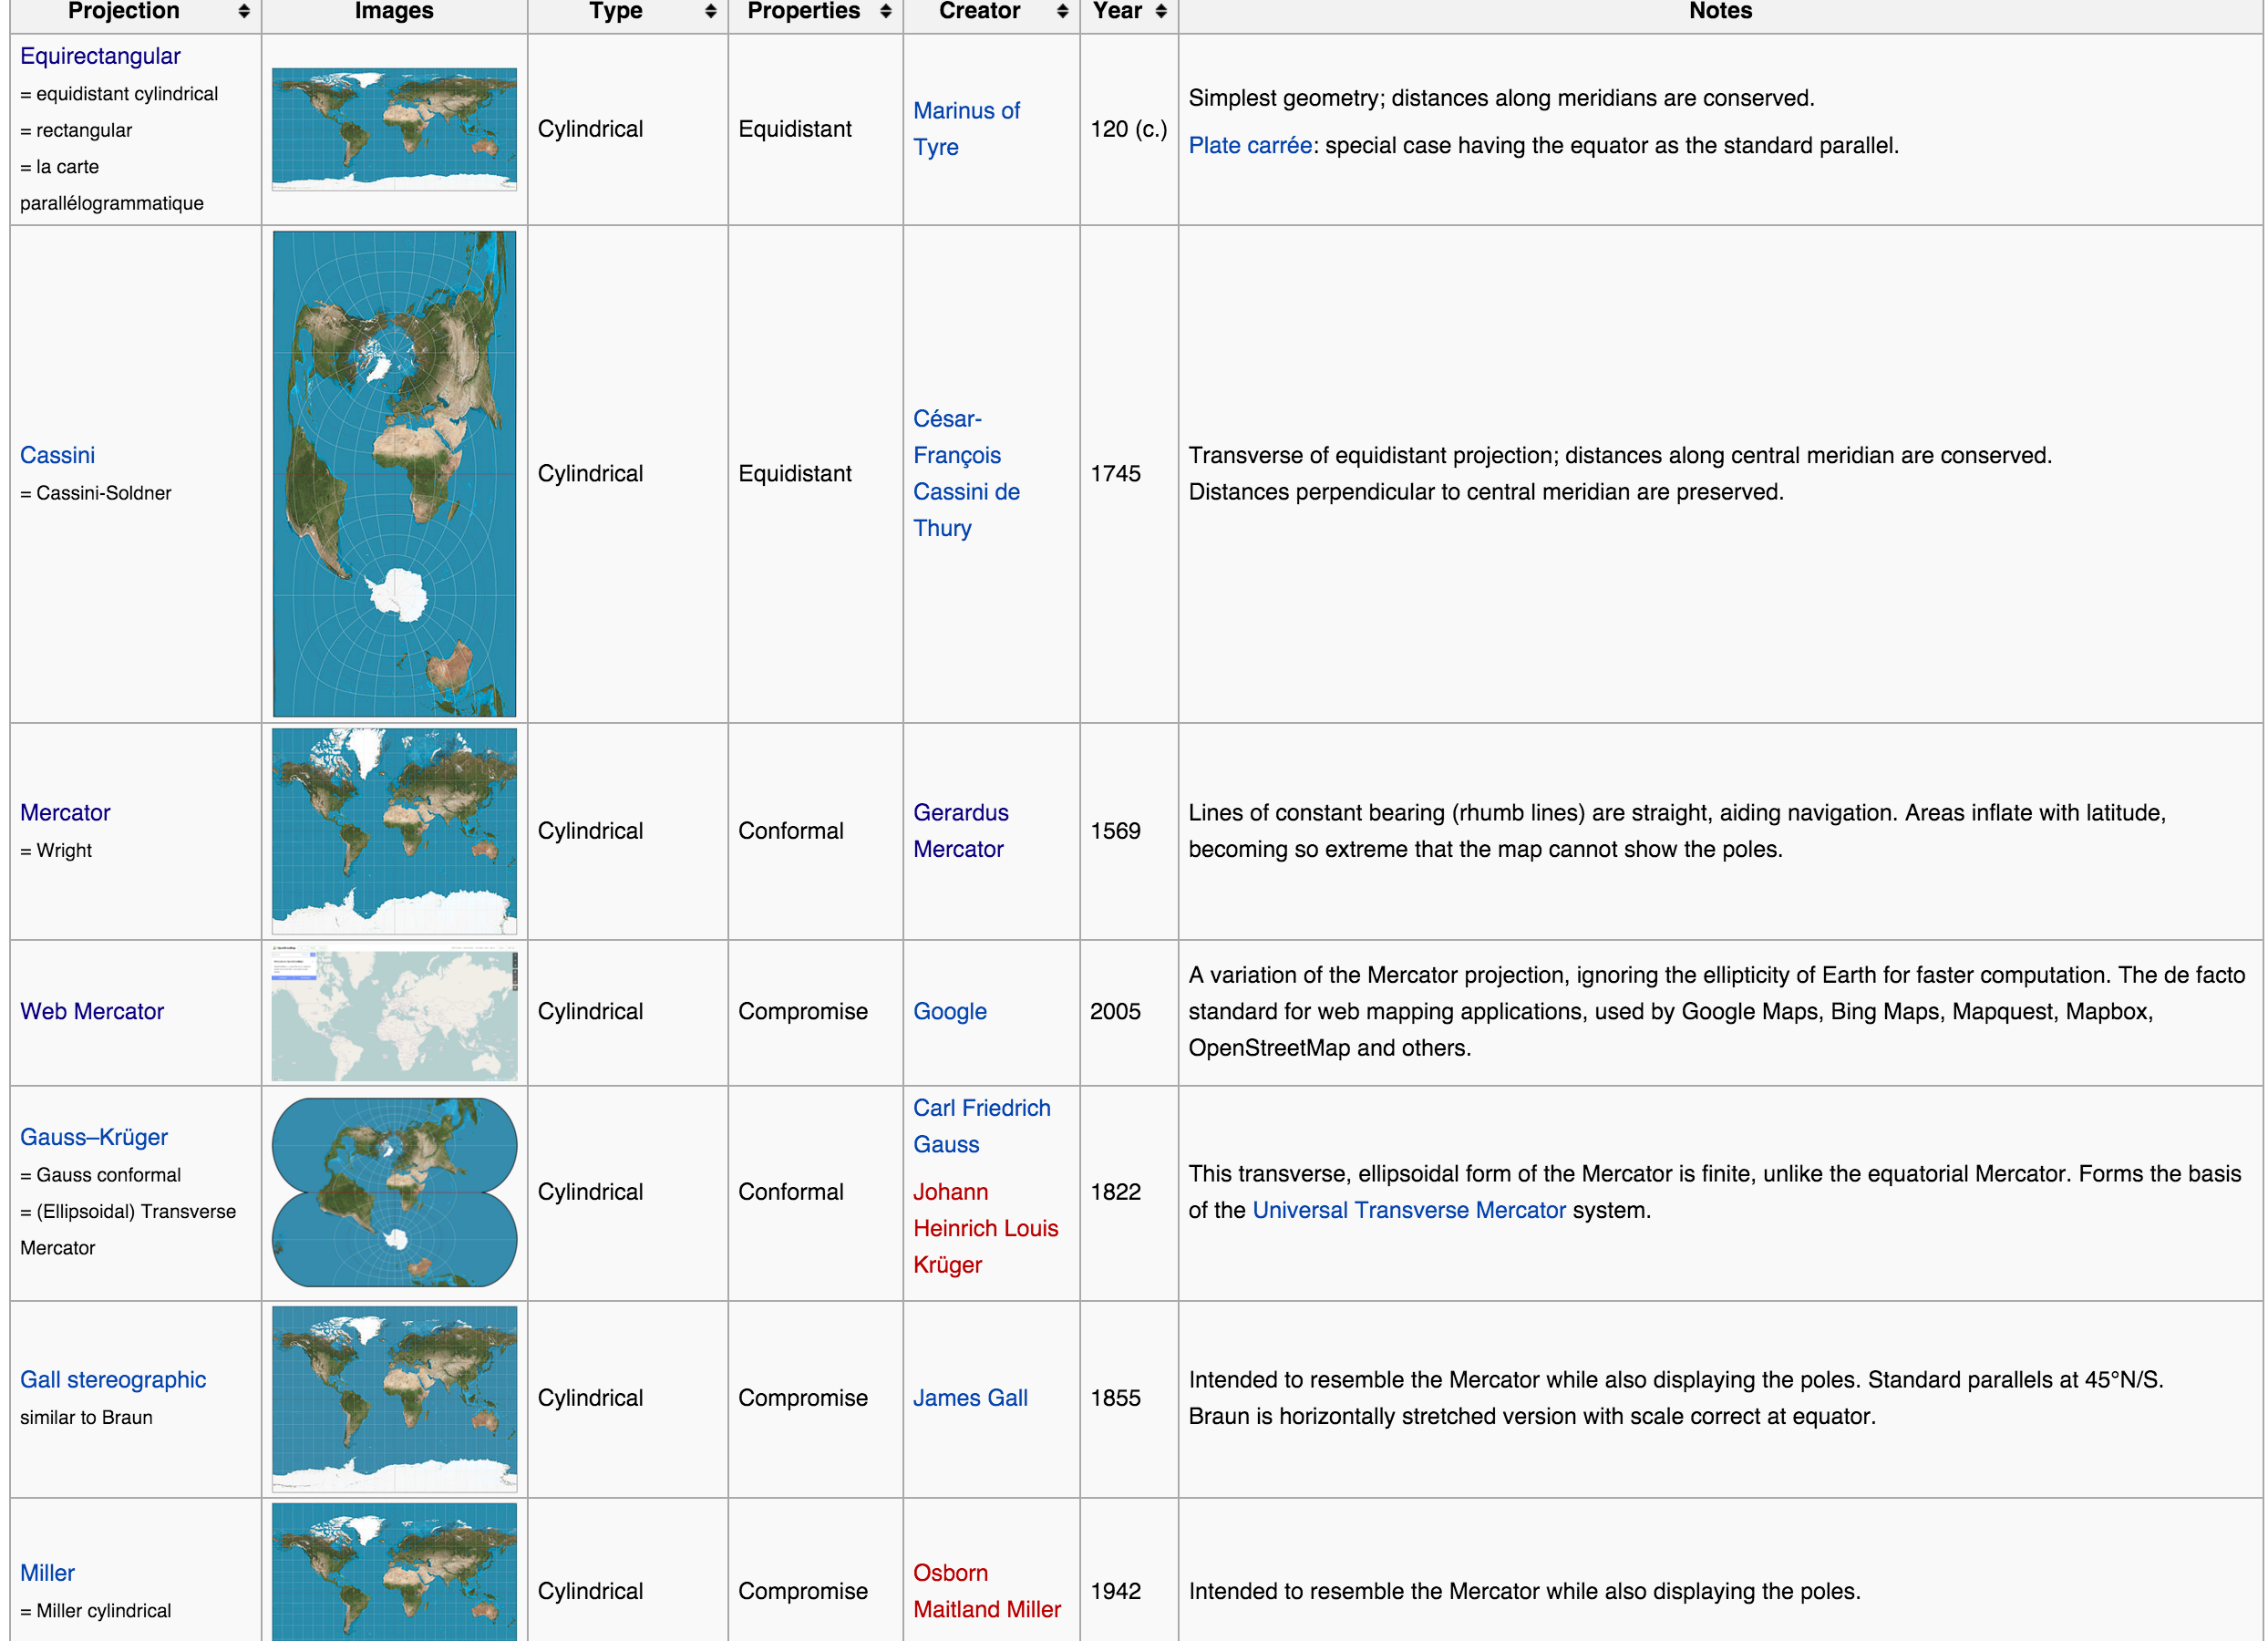 Projection Images Type Properties Creator Year Notes
Equirectangular
= equidistant cylindrical
= rectangular
= la carte
parallélogrammatique
Cylindrical
Equidistant
Marinus of
Tyre
120 (c.)
Simplest geometry; distances along meridians are conserved.
Plate carrée: special case having the equator as the standard parallel.
Cassini
= Cassini-Soldner
Cylindrical
Equidistant
César-
François
Cassini de
Thury
1745
Transverse of equidistant projection; distances along central meridian are conserved.
Distances perpendicular to central meridian are preserved.
Mercator
= Wright
Cylindrical
Conformal
Gerardus
Mercator
1569
Lines of constant bearing (rhumb lines) are straight, aiding navigation. Areas inflate with latitude,
becoming so extreme that the map cannot show the poles.
Web Mercator
Cylindrical
Compromise
Google
2005
A variation of the Mercator projection, ignoring the ellipticity of Earth for faster computation. The de facto
standard for web mapping applications, used by Google Maps, Bing Maps, Mapquest, Mapbox,
OpenStreetMap and others.
Gauss–Krüger
= Gauss conformal
= (Ellipsoidal) Transverse
Mercator
Cylindrical
Conformal
Carl Friedrich
Gauss
Johann
Heinrich Louis
Krüger
1822
This transverse, ellipsoidal form of the Mercator is finite, unlike the equatorial Mercator. Forms the basis
of the Universal Transverse Mercator system.
Gall stereographic
similar to Braun
Cylindrical
Compromise
James Gall
1855
Intended to resemble the Mercator while also displaying the poles. Standard parallels at 45°N/S.
Braun is horizontally stretched version with scale correct at equator.
Miller
= Miller cylindrical
Cylindrical
Compromise
Osborn
Maitland Miller
1942
Intended to resemble the Mercator while also displaying the poles.